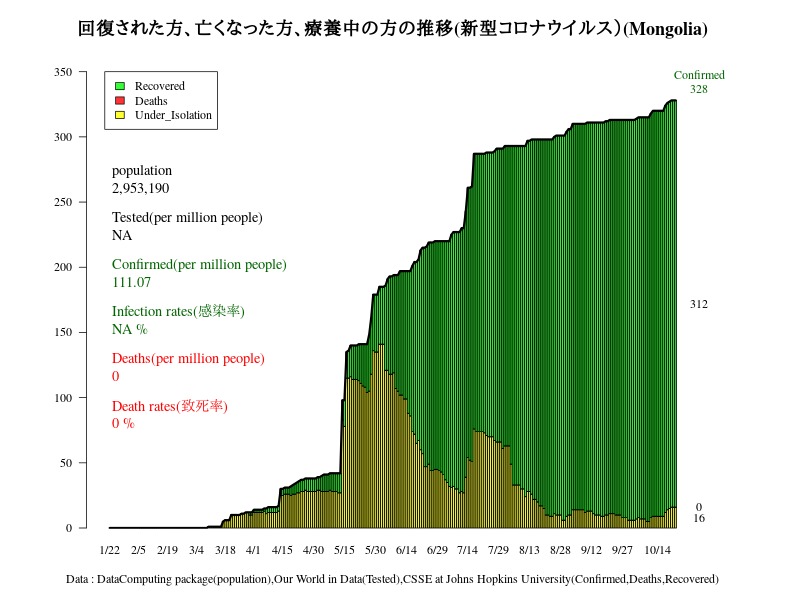 回復された方、亡くなった方、療養中の方の推移(新型コロナウイルス）(Mongolia)
Confirmed
328
350
300
250
200
150
100
50
0
Recovered
Deaths
Under_Isolation
population
2,953,190
Tested(per million people)
NA
Confirmed(per million people)
111.07
Infection rates(感染率)
NA %
Deaths(per million people)
0
Death rates(致死率)
0 %
312
0
16
1/22 2/5 2/19 3/4 3/18 4/1 4/15 4/30 5/15 5/30 6/14 6/29 7/14 7/29 8/13 8/28 9/12 9/27 10/14
Data : DataComputing package(population),Our World in Data(Tested),CSSE at Johns Hopkins University(Confirmed,Deaths,Recovered)